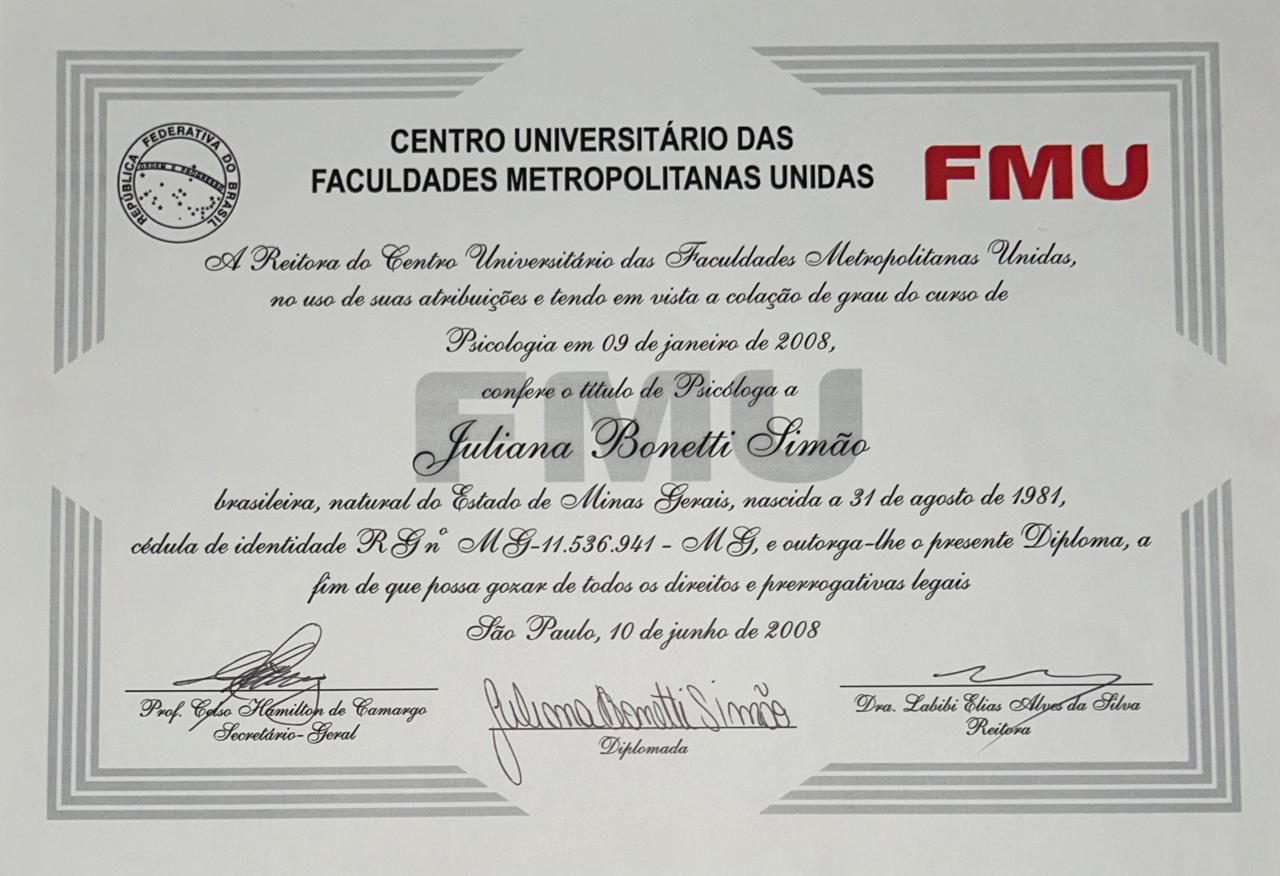 REPÚBLICA FEDERATIVA DO BRASIL
ORDEM E PROGRESSO
CENTRO UNIVERSITÁRIO DAS
FACULDADES METROPOLITANAS UNIDAS
FMU
A Reitora do Centro Universitário das Faculdades Metropolitanas Unidas,
no uso de suas atribuições e tendo em vista a colação de grau do curso de
Psicologia em 09 de janeiro de 2008,
confere o título de Psicóloga a
FMU
Juliana Bonetti Simão
brasileira, natural do Estado de Minas Gerais, nascida a 31 de agosto de 1981,
cédula de identidade RG nº MG-11.536.941 - MG, e outorga-lhe o presente Diploma, a
fim de que possa gozar de todos os direitos e prerrogativas legais
São Paulo, 10 de junho de 2008
Prof. Celso Hamilton de Camargo
Secretário-Geral
Juliana Bonetti Simão
Diplomada
Dra. Labibi Elias Alves da Silva
Reitora